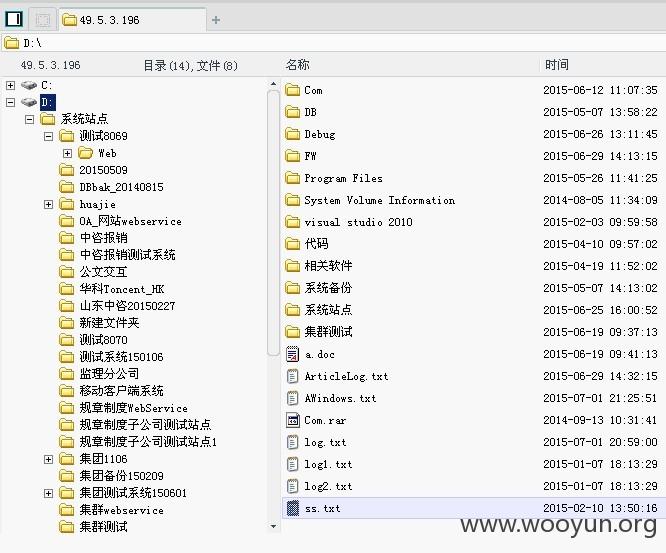 49.5.3.196
D:\
49.5.3.196 目录(14),文件(8) 名称 时间
C:
D:
系统站点
测试8069
Web
20150509
DBbak_20140815
huajie
OA_网站webservice
中咨报销
中咨报销测试系统
公文交互
华科Toncent_HK
山东中咨20150227
新建文件夹
测试8070
测试系统150106
监理分公司
移动客户端系统
规章制度WebService
规章制度子公司测试站点
规章制度子公司测试站点1
集团1106
集团备份150209
集团测试系统150601
集群webservice
集群测试
Com 2015-06-12 11:07:35
DB 2015-05-07 13:58:22
Debug 2015-06-26 13:11:45
FW 2015-06-29 14:13:15
Program Files 2015-05-26 11:41:25
System Volume Information 2014-08-05 11:34:09
visual studio 2010 2015-02-03 09:59:58
代码 2015-04-10 09:57:02
相关软件 2015-04-19 11:52:02
系统备份 2015-05-07 14:13:02
系统站点 2015-06-25 16:00:52
集群测试 2015-06-19 09:37:13
a.doc 2015-06-19 09:41:13
ArticleLog.txt 2015-06-29 14:32:15
AWindows.txt 2015-07-01 21:25:51
Com.rar 2014-09-13 10:31:41
log.txt 2015-07-01 20:59:00
log1.txt 2015-01-07 18:13:29
log2.txt 2015-01-07 18:13:29
ss.txt 2015-02-10 13:50:16
www.wooyun.org